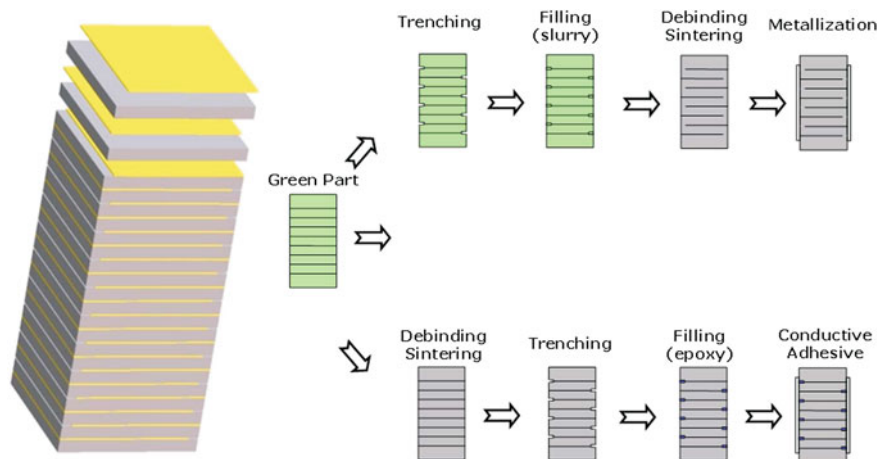 Trenching
Filling
(slurry)
Debinding
Sintering
Metallization
Green Part
Debinding
Sintering
Trenching
Filling
(epoxy)
Conductive
Adhesive